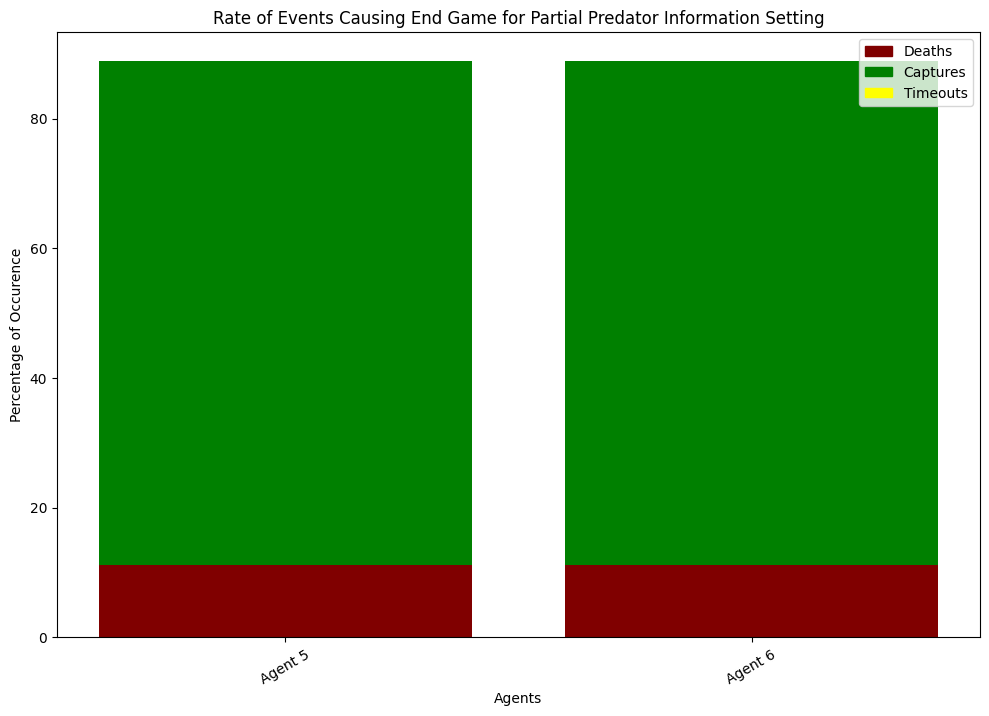 Rate of Events Causing End Game for Partial Predator Information Setting
Deaths
Captures
Timeouts
Percentage of Occurence
80
60
40
20
0
Agent 5
Agent 6
Agents